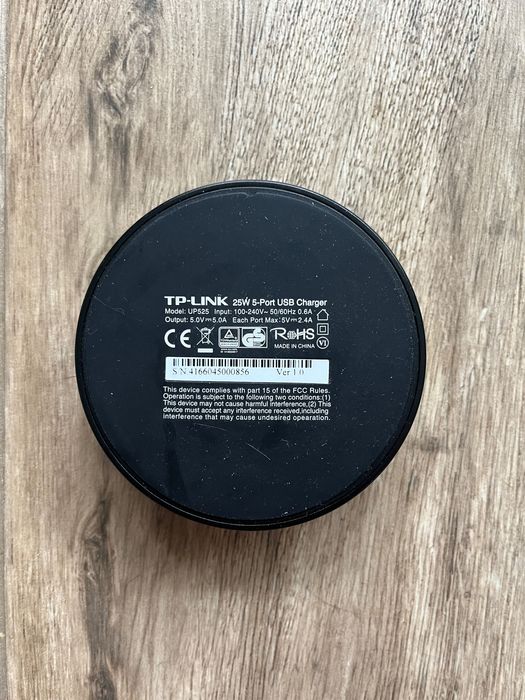 TP-LINK 25W 5-Port USB Charger
Model: UP525 Input: 100-240V~ 50/60Hz 0.6A
Output: 5.0V⎓5.0A Each Port Max: 5V⎓2.4A
CE GS RoHS
MADE IN CHINA VI
S/N:4166045000856 Ver 1.0
This device complies with part 15 of the FCC Rules.
Operation is subject to the following two conditions:(1)
This device may not cause harmful interference,(2) This
device must accept any interference received,including
interference that may cause undesired opearation.